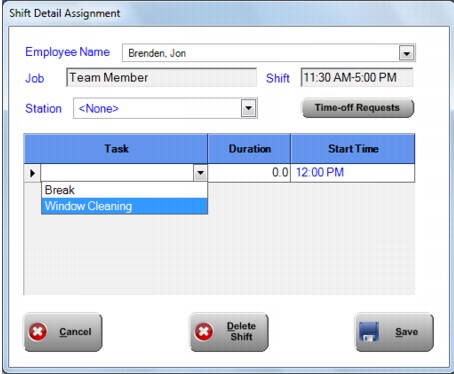 Shift Detail Assignment
Employee Name Brenden, Jon
Job Team Member Shift 11:30 AM-5:00 PM
Station <None> Time-off Requests
Task Duration Start Time
0.0 12:00 PM
Break
Window Cleaning
Cancel Delete Shift Save